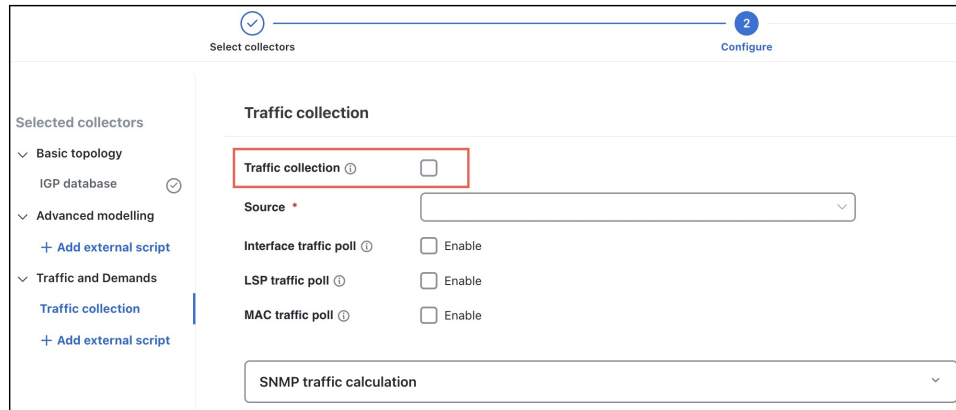 2
Select collectors
Configure
Selected collectors
Basic topology
IGP database
Advanced modelling
+ Add external script
Traffic and Demands
Traffic collection
+ Add external script
Traffic collection
Traffic collection
Source *
Interface traffic poll Enable
LSP traffic poll Enable
MAC traffic poll Enable
SNMP traffic calculation